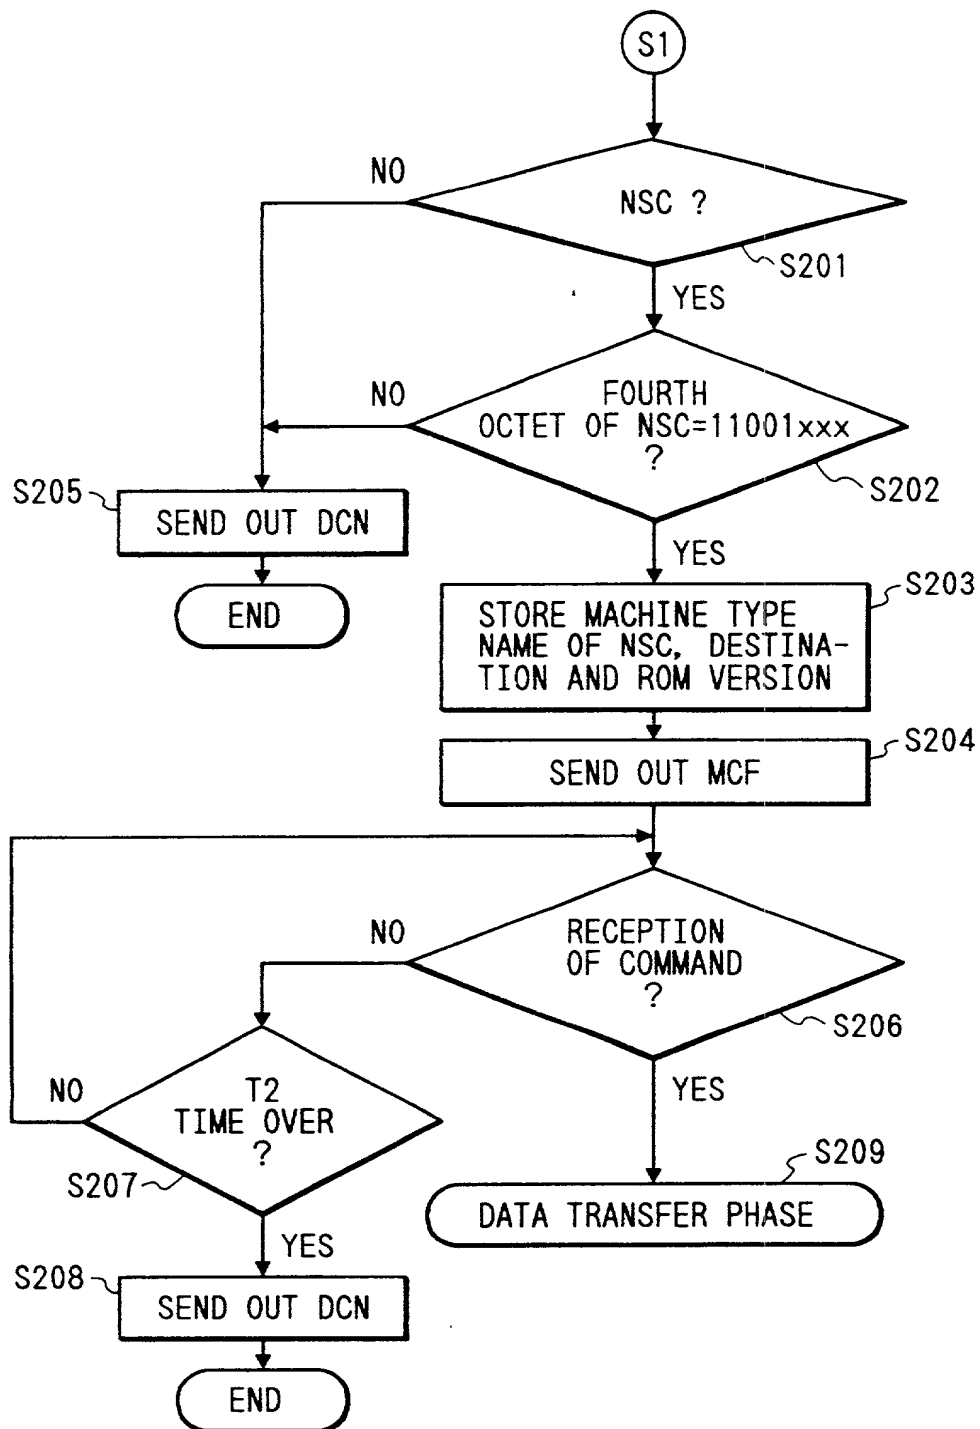 S1
NO
NSC ?
S201
YES
NO
FOURTH
OCTET OF NSC=11001xxx
?
S202
S205
SEND OUT DCN
YES
END
S203
STORE MACHINE TYPE
NAME OF NSC, DESTINA-
TION AND ROM VERSION
S204
SEND OUT MCF
NO
RECEPTION
OF COMMAND
?
S206
NO
T2
TIME OVER
?
YES
S207
S209
DATA TRANSFER PHASE
YES
S208
SEND OUT DCN
END